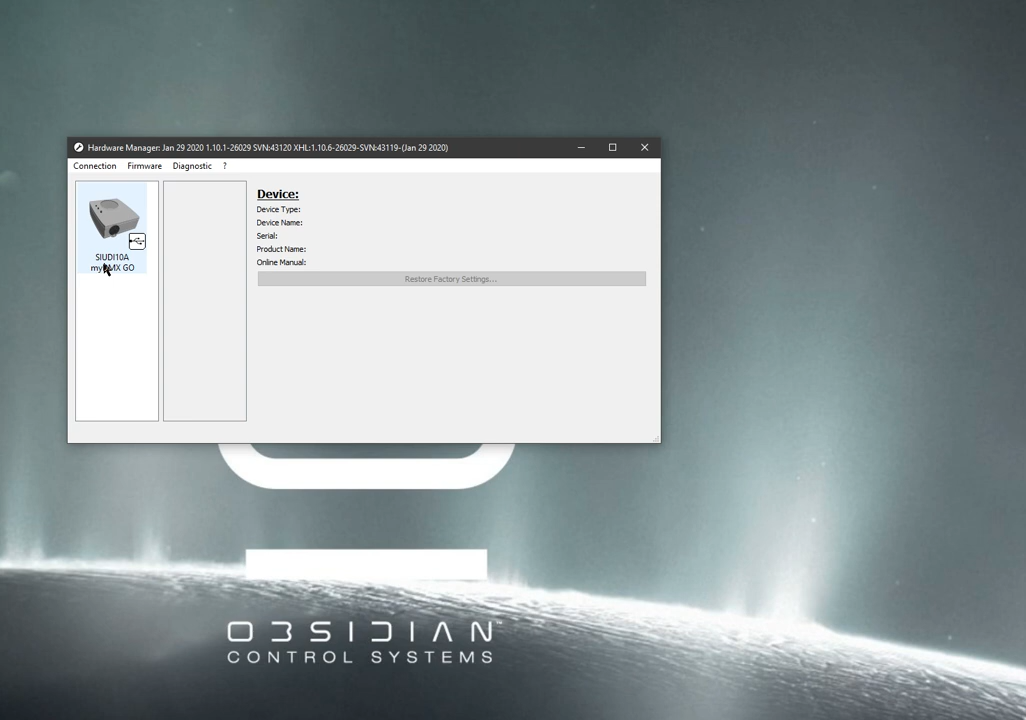 Hardware Manager: Jan 29 2020 1.10.1-26029 SVN:43120 XHL:1.10.6-26029-SVN:43119-(Jan 29 2020)
Connection Firmware Diagnostic ?
SIUDI10A
myDMX GO
Device:
Device Type:
Device Name:
Serial:
Product Name:
Online Manual:
Restore Factory Settings...
OBSIDIAN™
CONTROL SYSTEMS